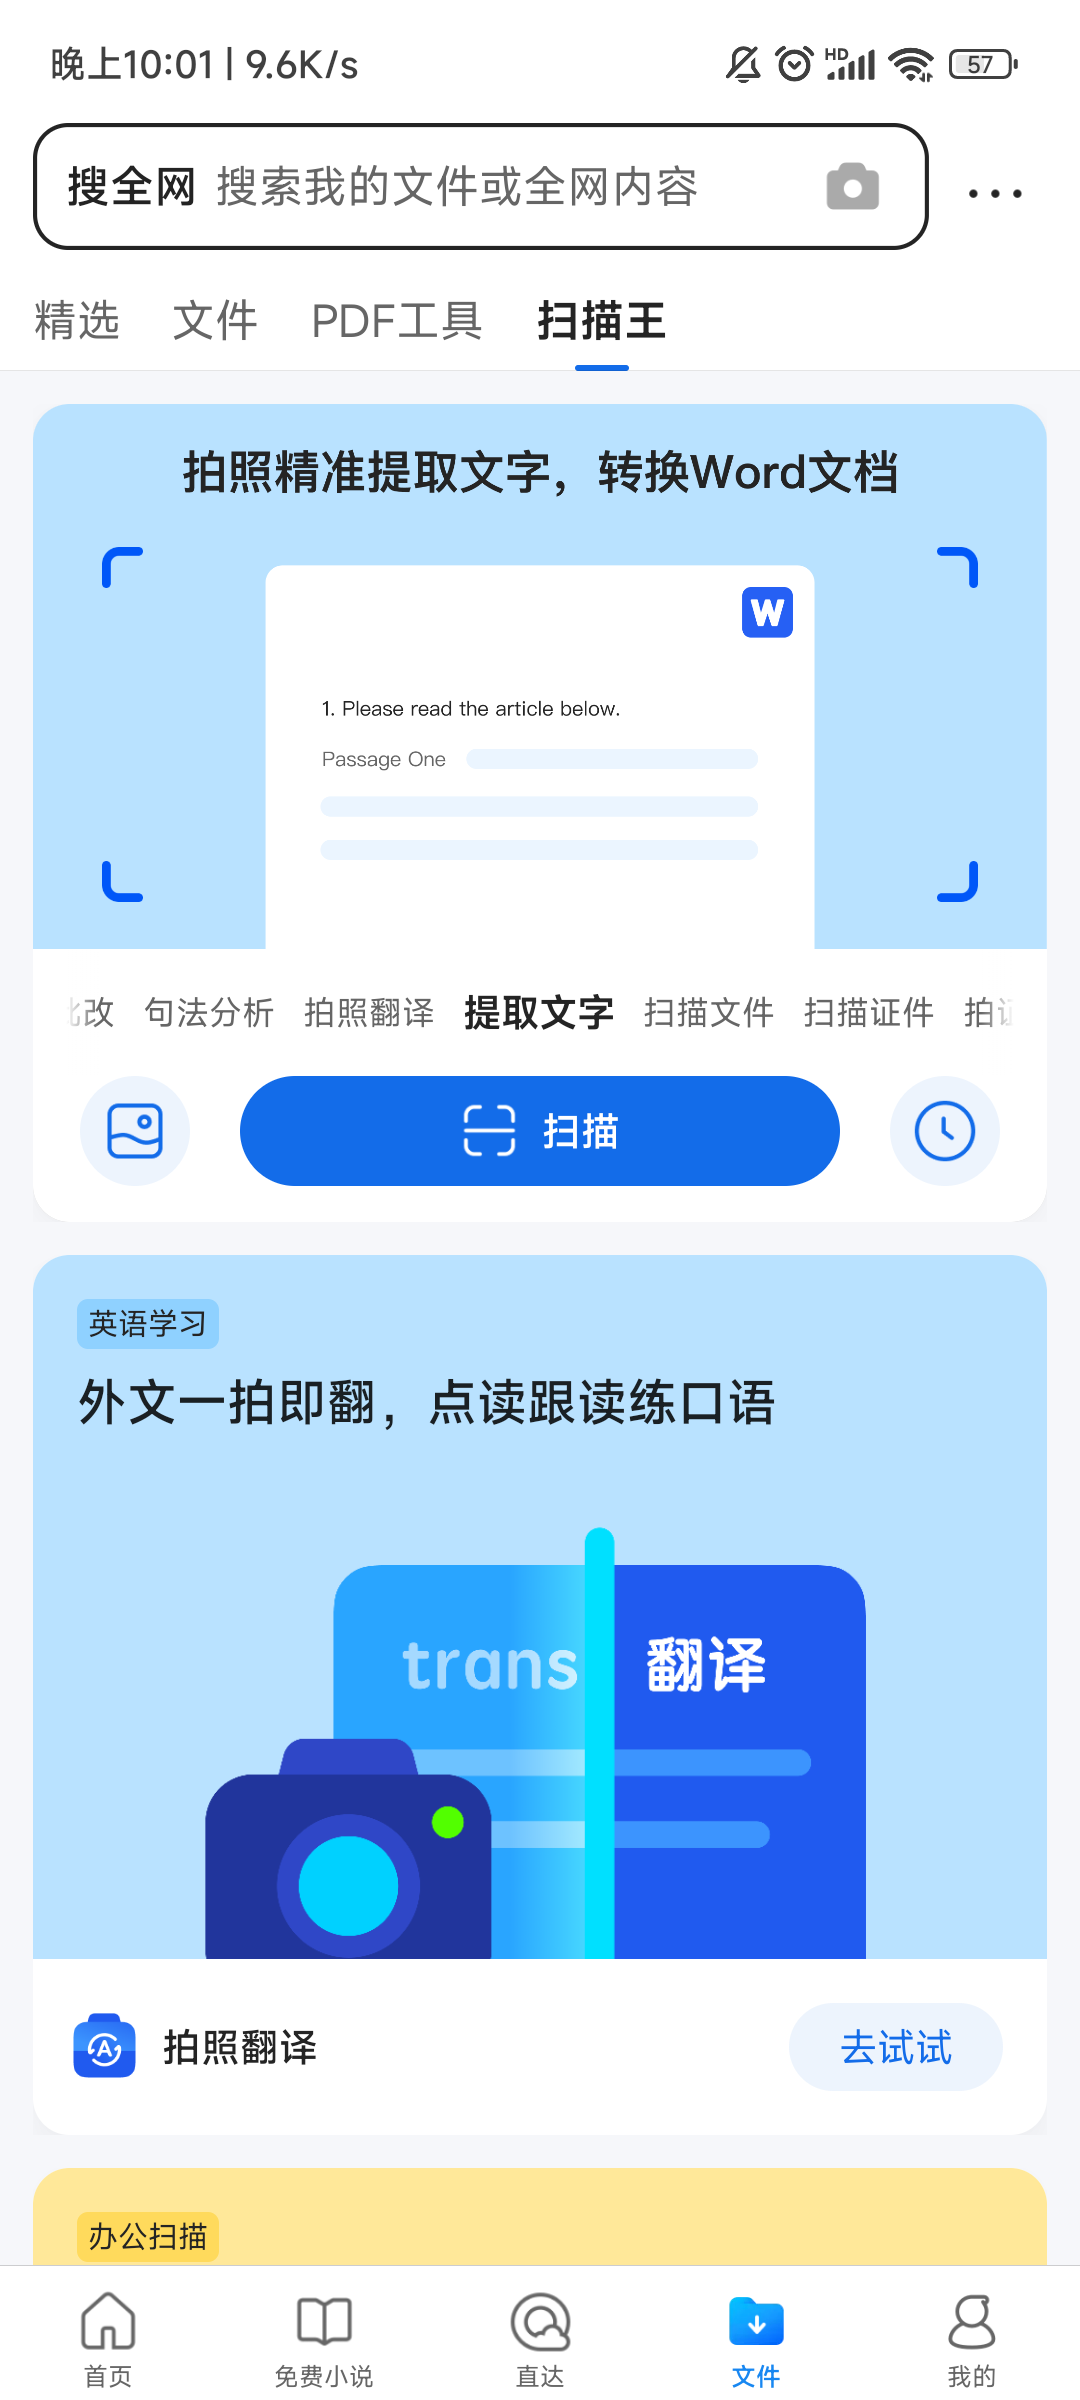 晚上10:01 | 9.6K/s
HD
57
搜全网 搜索我的文件或全网内容
精选 文件 PDF工具 扫描王
拍照精准提取文字，转换Word文档
W
1. Please read the article below.
Passage One
改 句法分析 拍照翻译 提取文字 扫描文件 扫描证件 拍
扫描
英语学习
外文一拍即翻，点读跟读练口语
trans 翻译
A 拍照翻译 去试试
办公扫描
首页 免费小说 直达 文件 我的